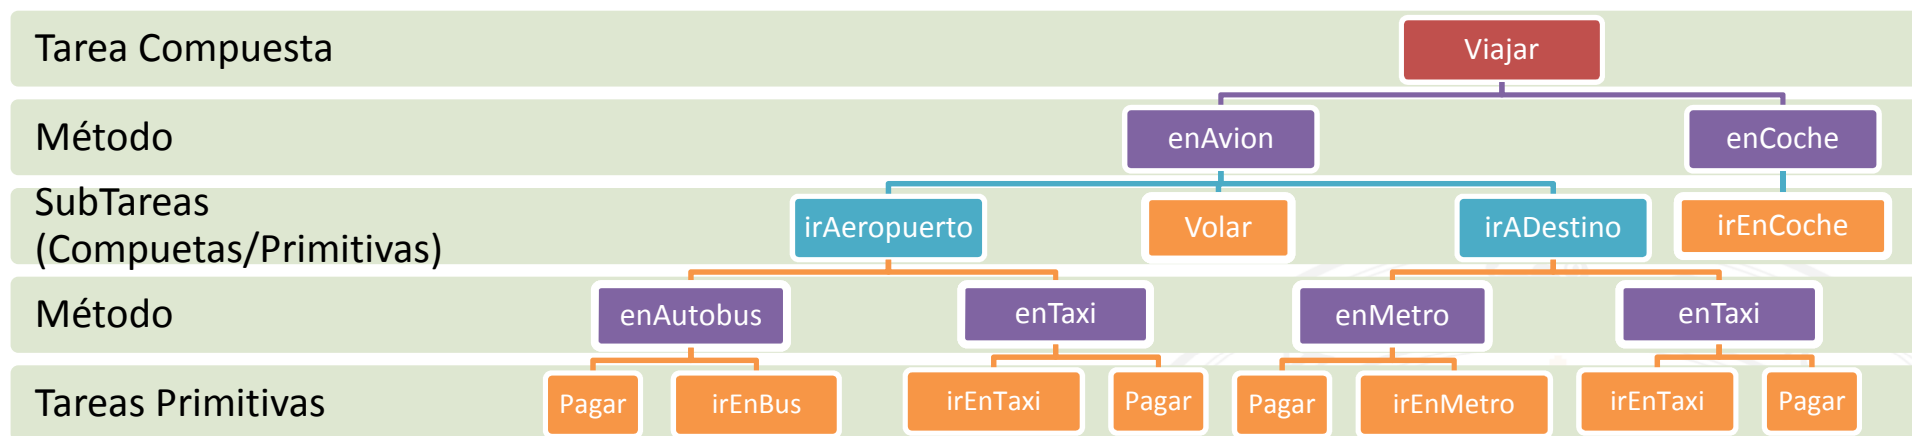 Tarea Compuesta
Viajar
Método
enAvion
enCoche
SubTareas
(Compuetas/Primitivas)
irAeropuerto
Volar
irADestino
irEnCoche
Método
enAutobus
enTaxi
enMetro
enTaxi
Tareas Primitivas
Pagar
irEnBus
irEnTaxi
Pagar
Pagar
irEnMetro
irEnTaxi
Pagar